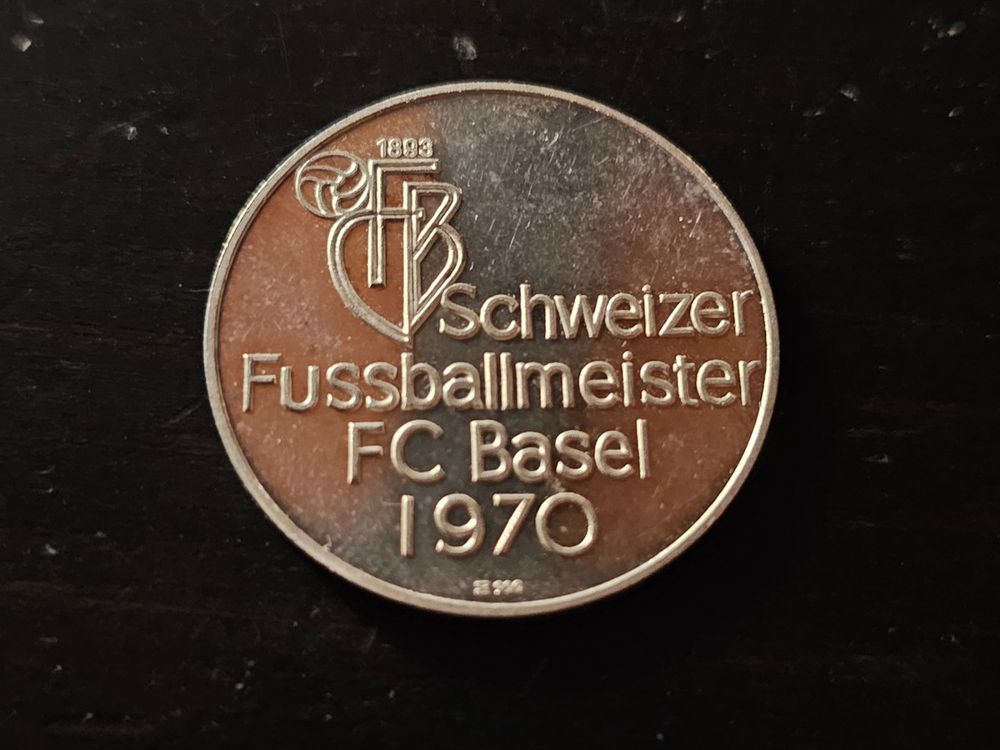 1893
FCB
Schweizer
Fussballmeister
FC Basel
1970